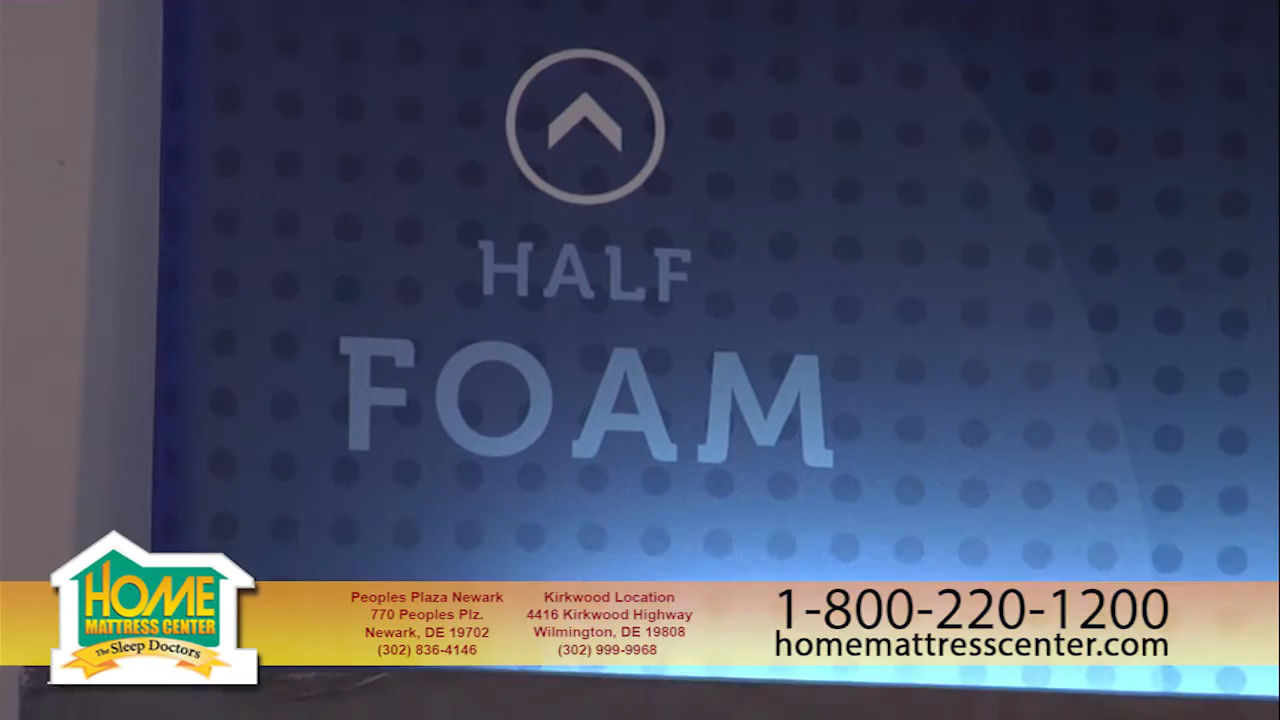 HALF
FOAM
HOME
MATTRESS CENTER
The Sleep Doctors
Peoples Plaza Newark
770 Peoples Plz.
Newark, DE 19702
(302) 836-4146
Kirkwood Location
4416 Kirkwood Highway
Wilmington, DE 19808
(302) 999-9968
1-800-220-1200
homemattresscenter.com